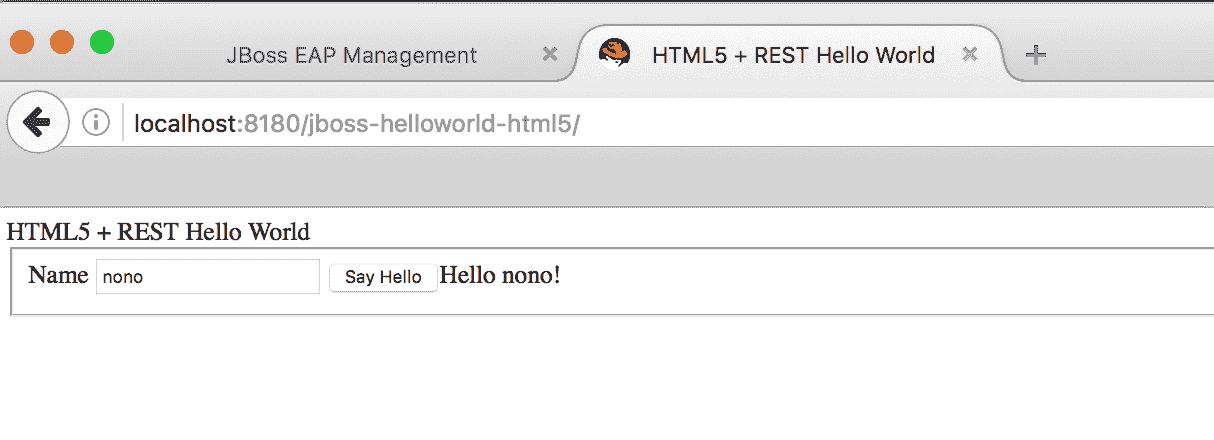 JBoss EAP Management
HTML5 + REST Hello World
localhost:8180/jboss-helloworld-html5/
HTML5 + REST Hello World
Name nono Say Hello Hello nono!